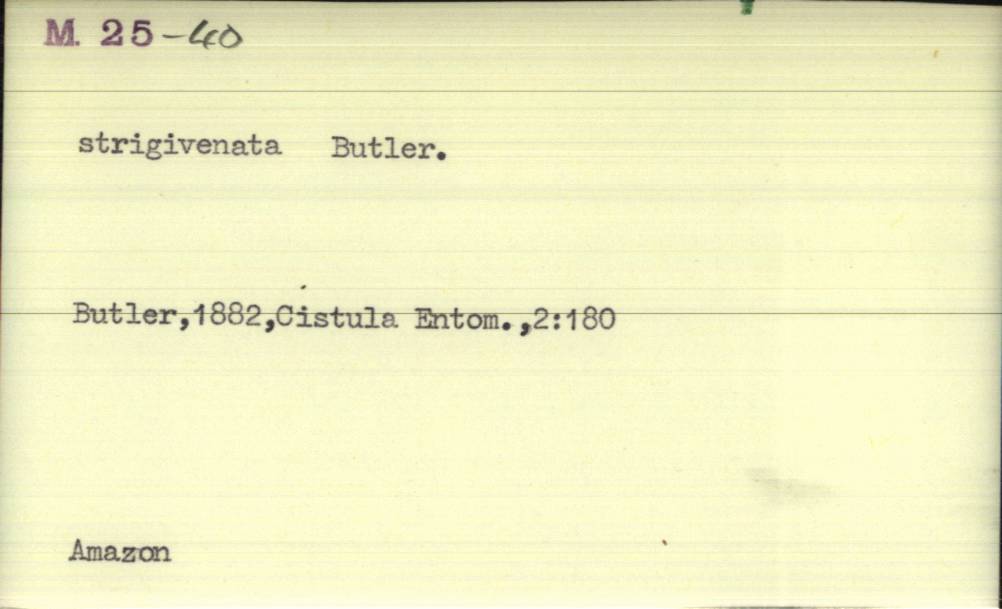 M. 25-40
strigivenata Butler.
Butler,1882,Cistula Entom.,2:180
Amazon